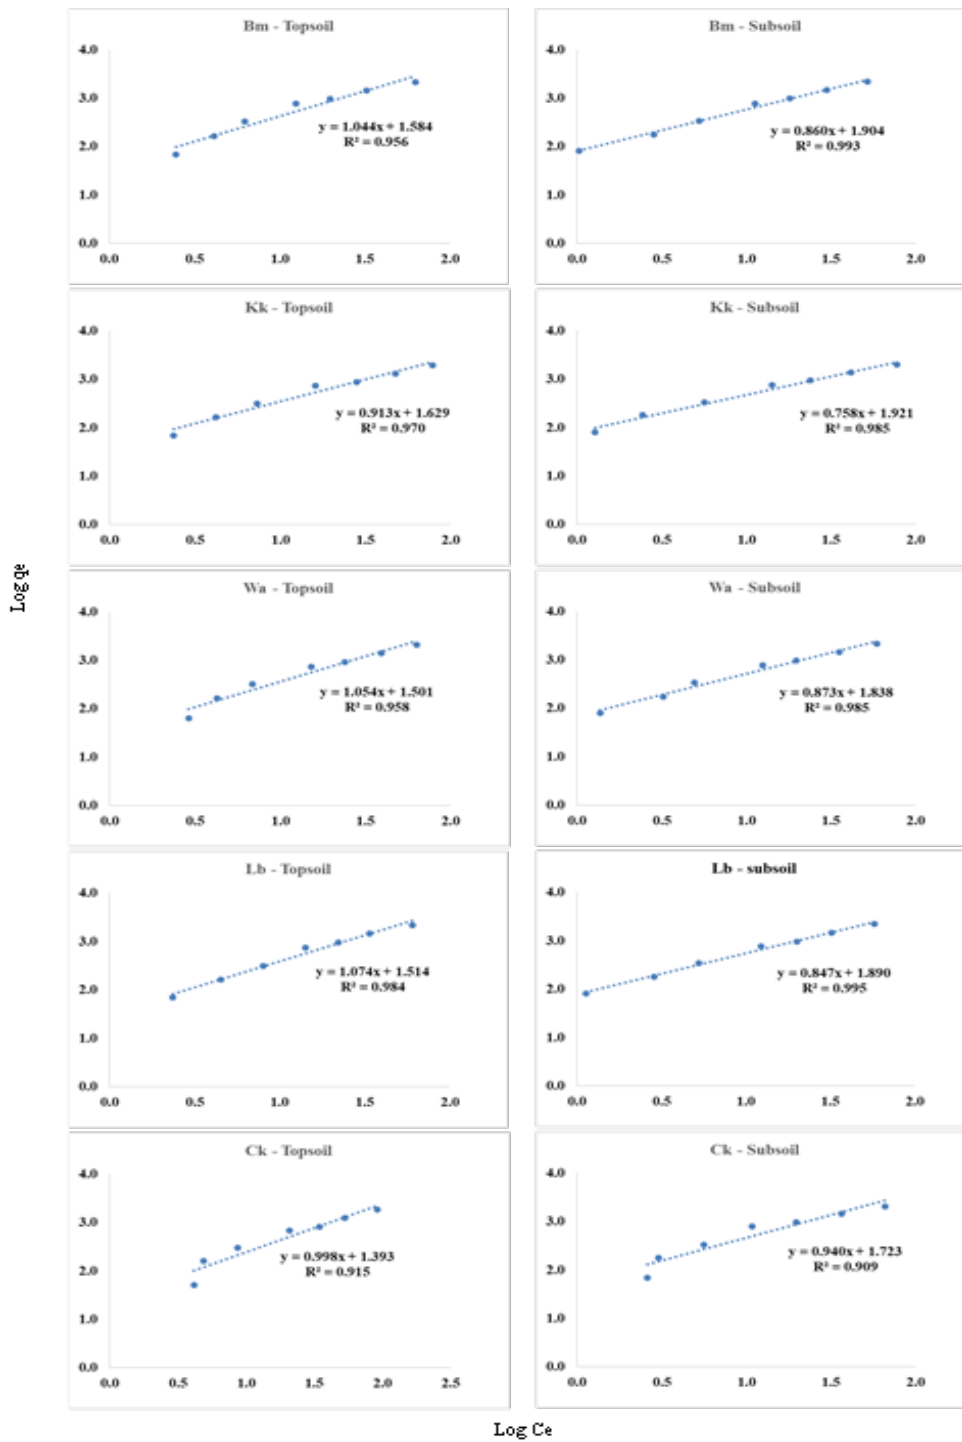 Bm - Topsoil
4.0
3.0
2.0
1.0
0.0
y = 1.044x + 1.584
R² = 0.956
0.0 0.5 1.0 1.5 2.0
Bm - Subsoil
4.0
3.0
2.0
1.0
0.0
y = 0.860x + 1.904
R² = 0.993
0.0 0.5 1.0 1.5 2.0
Kk - Topsoil
4.0
3.0
2.0
1.0
0.0
y = 0.913x + 1.629
R² = 0.970
0.0 0.5 1.0 1.5 2.0
Kk - Subsoil
4.0
3.0
2.0
1.0
0.0
y = 0.758x + 1.921
R² = 0.985
0.0 0.5 1.0 1.5 2.0
Log qe
Wa - Topsoil
4.0
3.0
2.0
1.0
0.0
y = 1.054x + 1.501
R² = 0.958
0.0 0.5 1.0 1.5 2.0
Wa - Subsoil
4.0
3.0
2.0
1.0
0.0
y = 0.873x + 1.838
R² = 0.985
0.0 0.5 1.0 1.5 2.0
Lb - Topsoil
4.0
3.0
2.0
1.0
0.0
y = 1.074x + 1.514
R² = 0.984
0.0 0.5 1.0 1.5 2.0
Lb - subsoil
4.0
3.0
2.0
1.0
0.0
y = 0.847x + 1.890
R² = 0.995
0.0 0.5 1.0 1.5 2.0
Ck - Topsoil
4.0
3.0
2.0
1.0
0.0
y = 0.998x + 1.393
R² = 0.915
0.0 0.5 1.0 1.5 2.0 2.5
Ck - Subsoil
4.0
3.0
2.0
1.0
0.0
y = 0.940x + 1.723
R² = 0.909
0.0 0.5 1.0 1.5 2.0
Log Ce